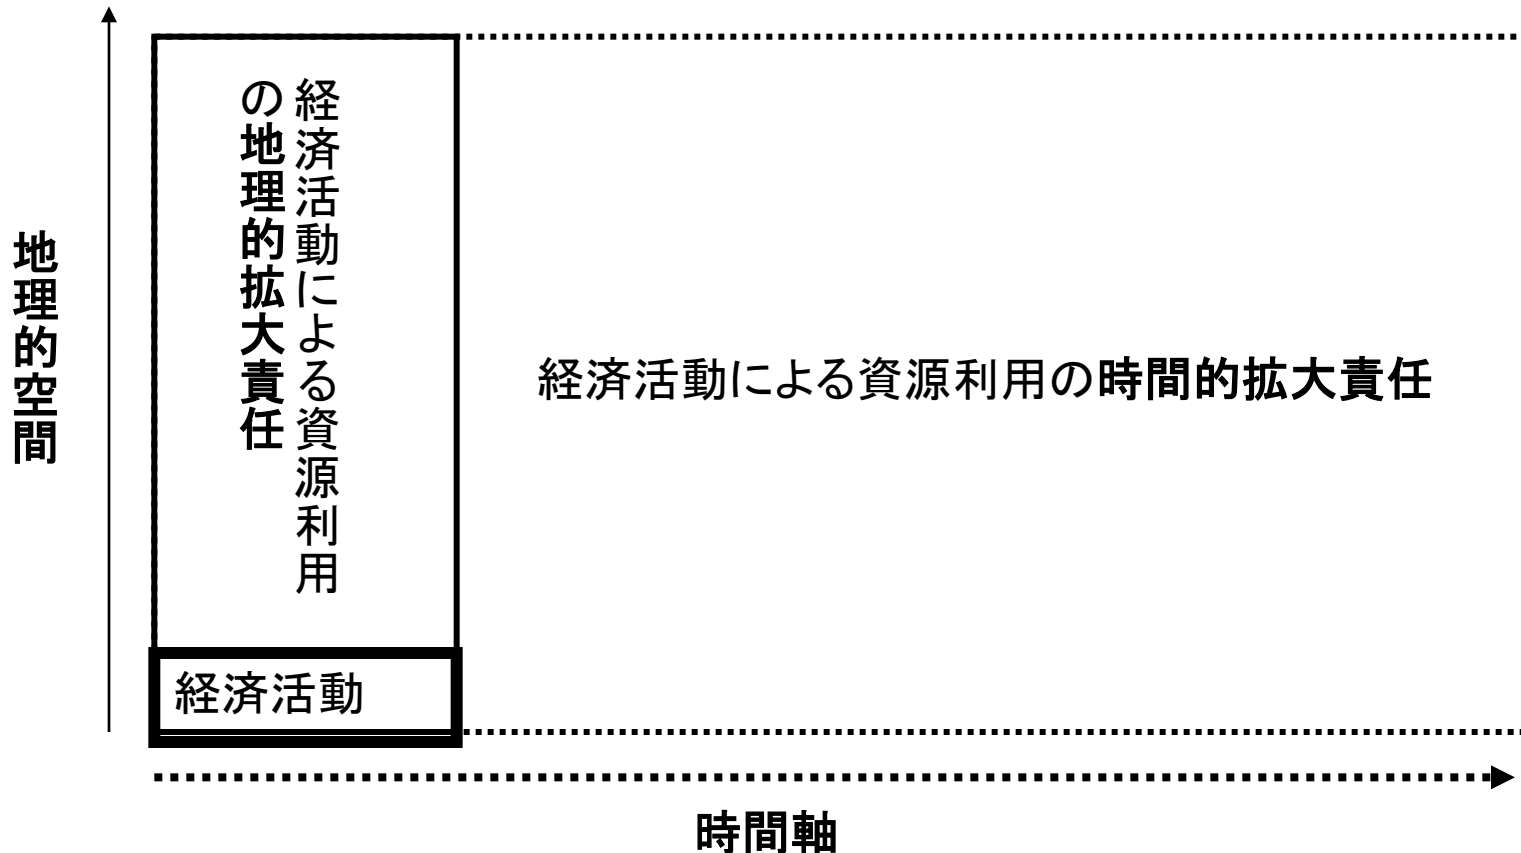 地理的空間
経済活動による資源利用
の地理的拡大責任
経済活動による資源利用の時間的拡大責任
経済活動
時間軸